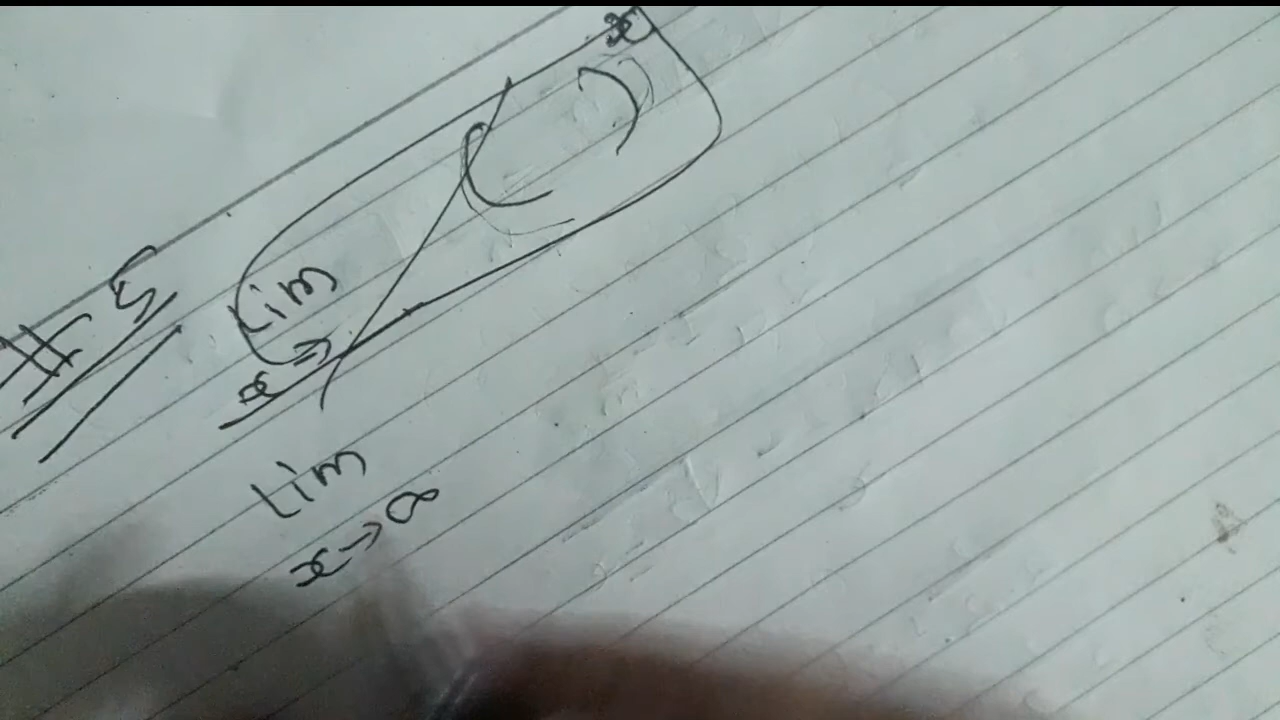 # 5
lim ( ) x
x→
lim
x→∞